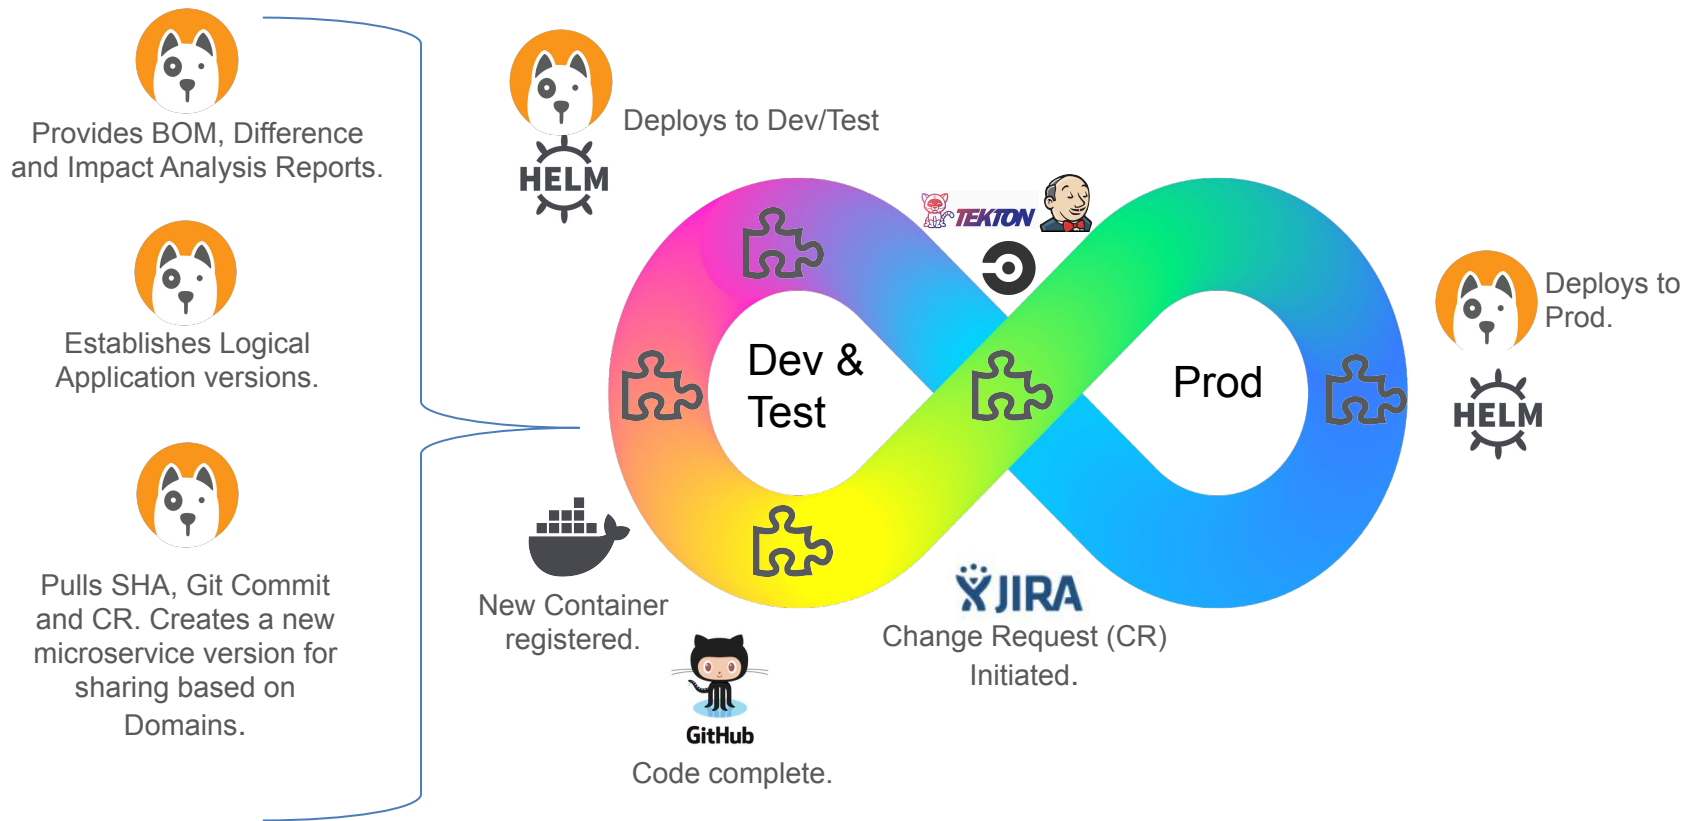 Provides BOM, Difference
and Impact Analysis Reports.
Establishes Logical
Application versions.
Pulls SHA, Git Commit
and CR. Creates a new
microservice version for
sharing based on
Domains.
Deploys to Dev/Test
HELM
TEKTON
Dev &
Test
Prod
Deploys to
Prod.
HELM
New Container
registered.
GitHub
Code complete.
JIRA
Change Request (CR)
Initiated.